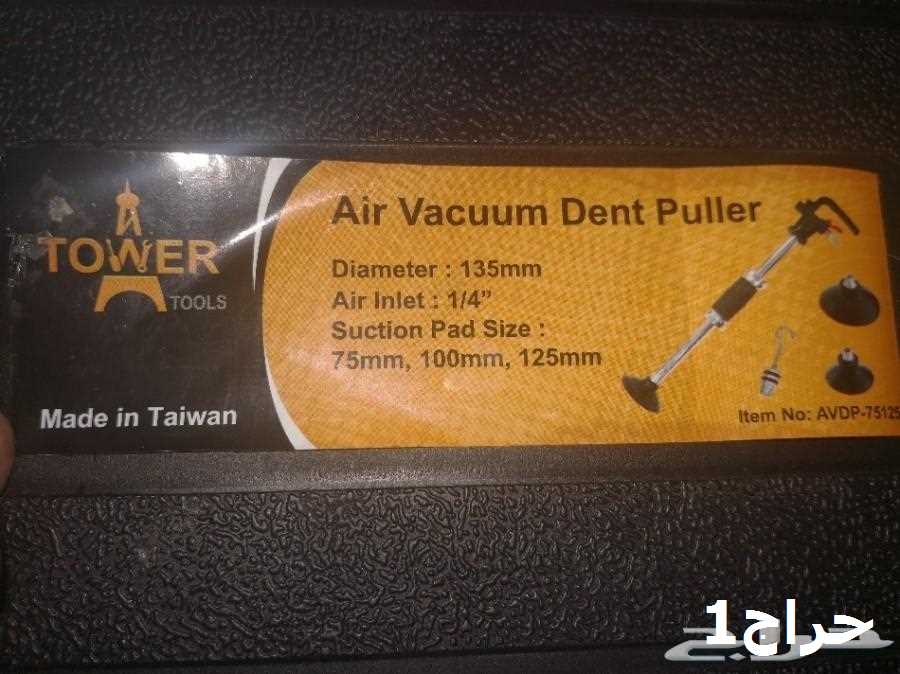 TOWER
TOOLS
Made in Taiwan
Air Vacuum Dent Puller
Diameter : 135mm
Air Inlet : 1/4”
Suction Pad Size :
75mm, 100mm, 125mm
Item No: AVDP-75125
حراج1
حراج